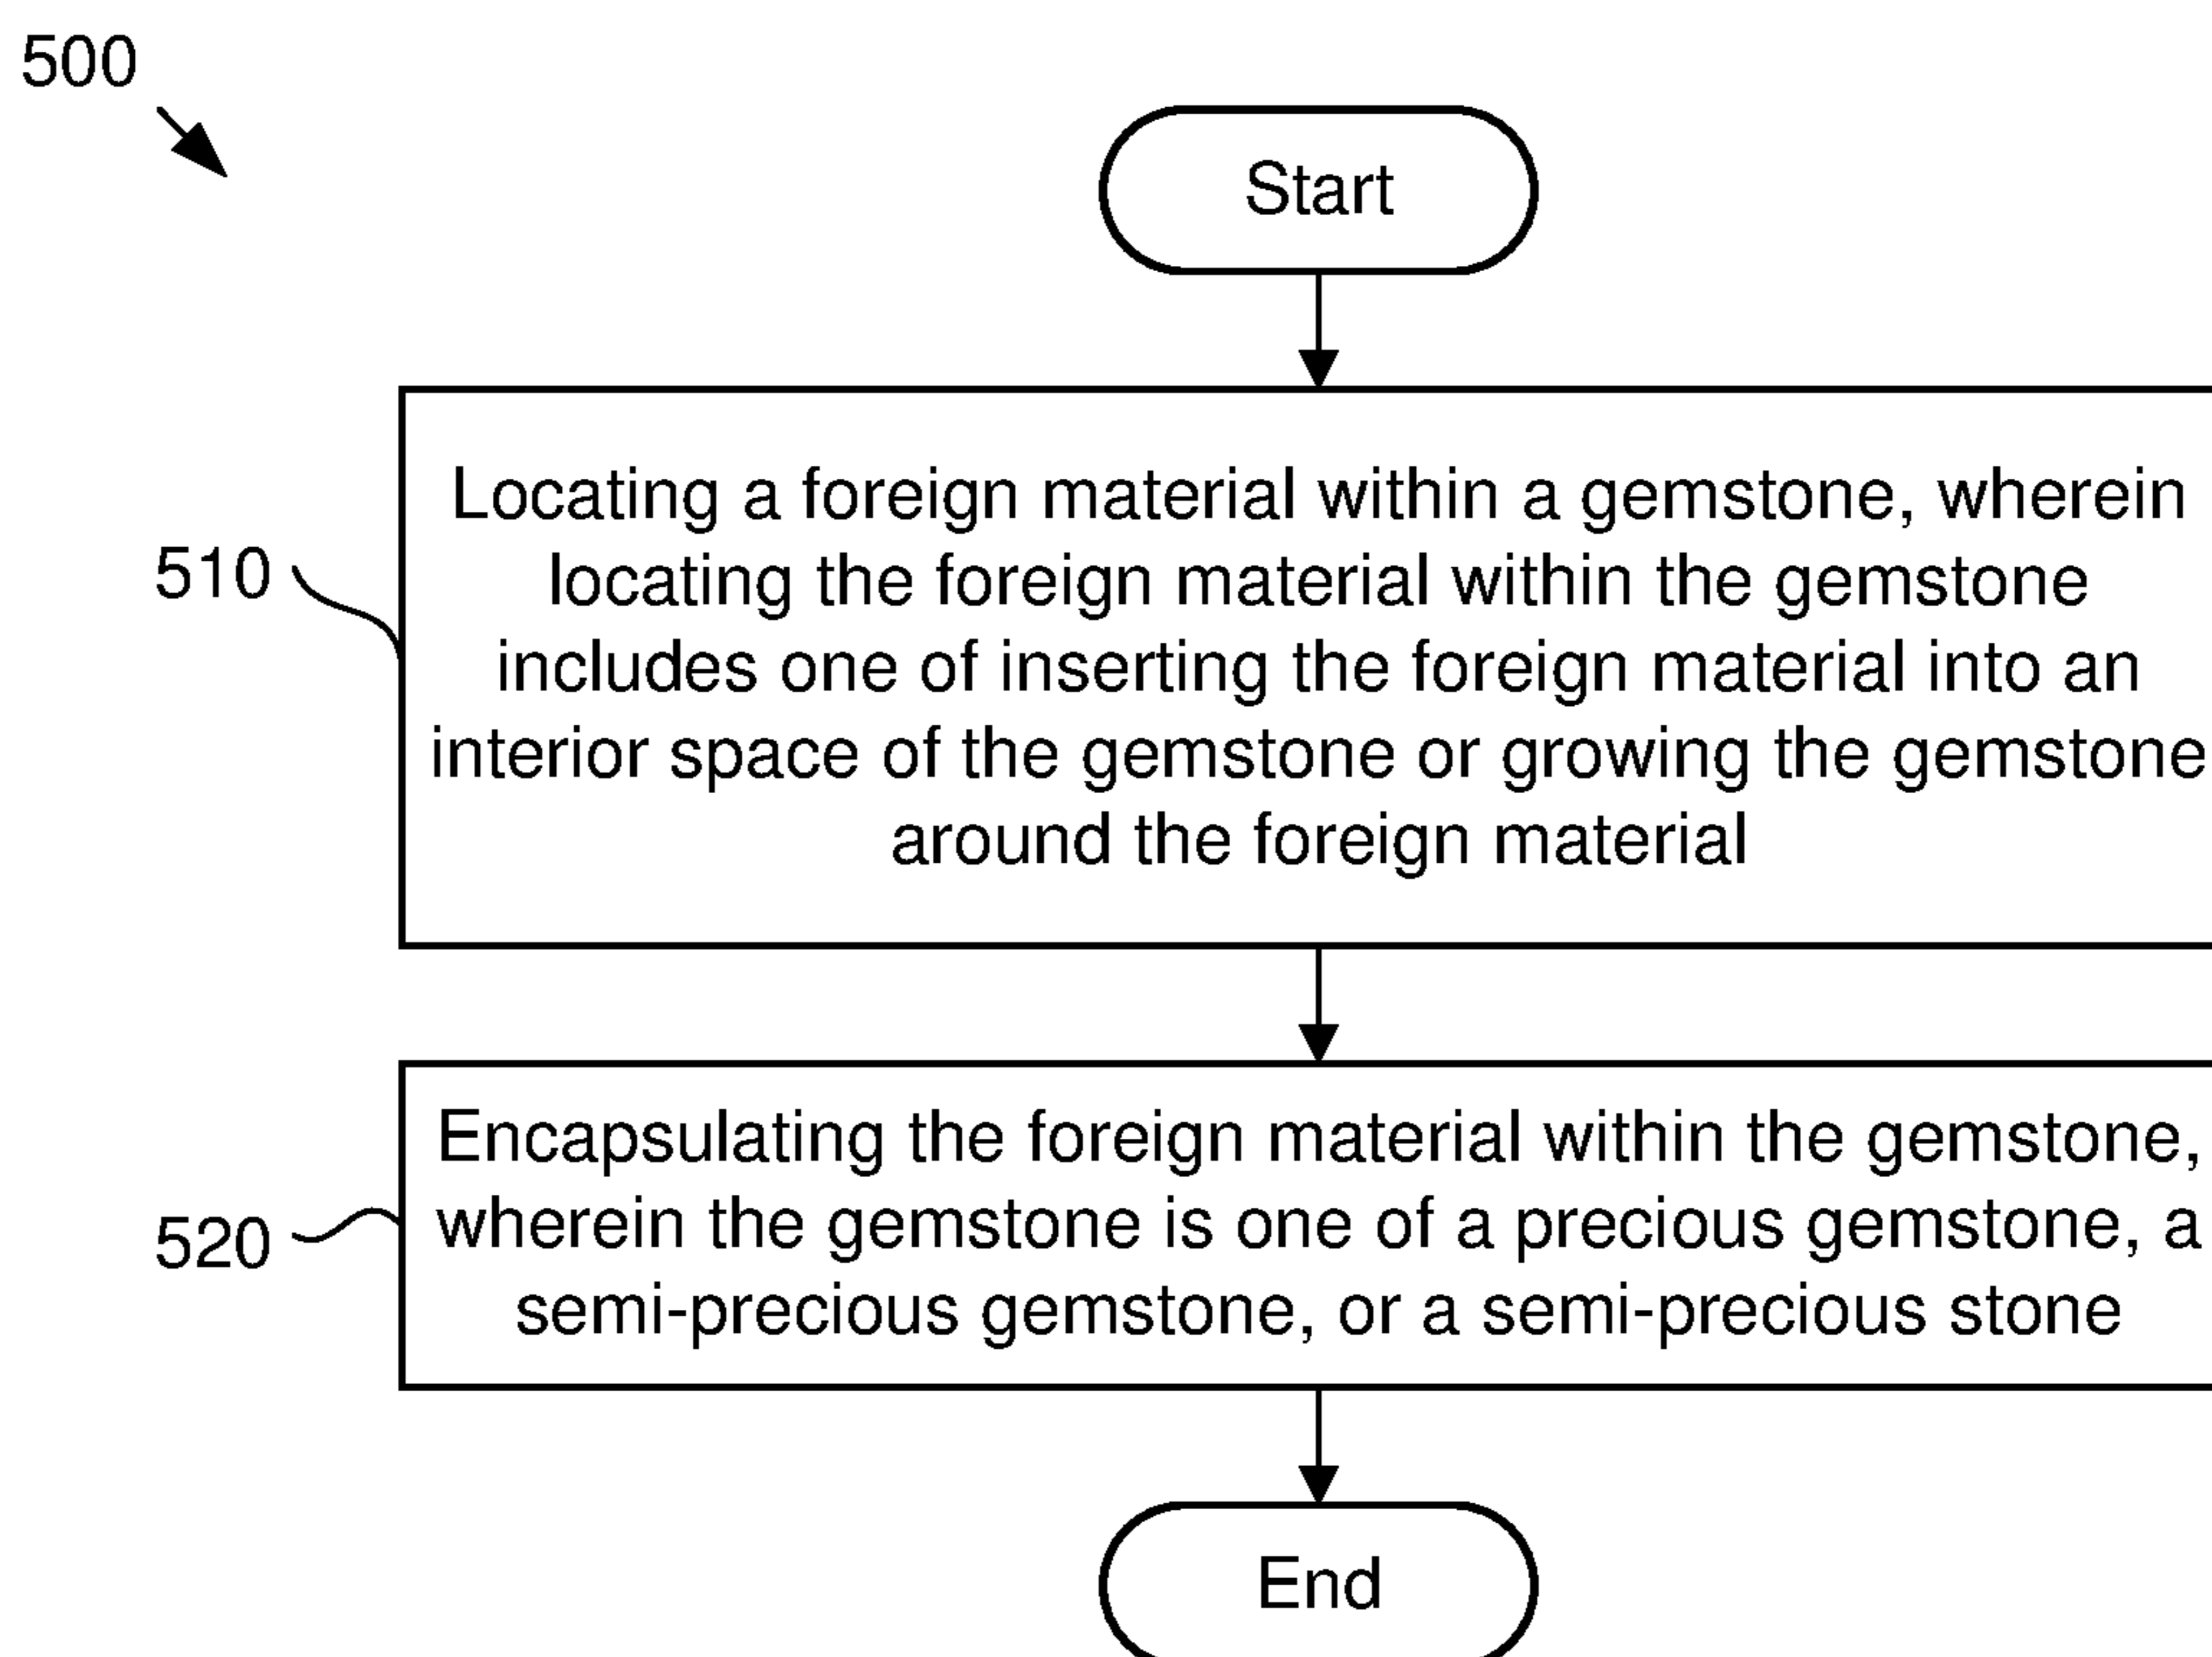 500
Start
510
Locating a foreign material within a gemstone, wherein
locating the foreign material within the gemstone
includes one of inserting the foreign material into an
interior space of the gemstone or growing the gemstone
around the foreign material
520
Encapsulating the foreign material within the gemstone,
wherein the gemstone is one of a precious gemstone, a
semi-precious gemstone, or a semi-precious stone
End